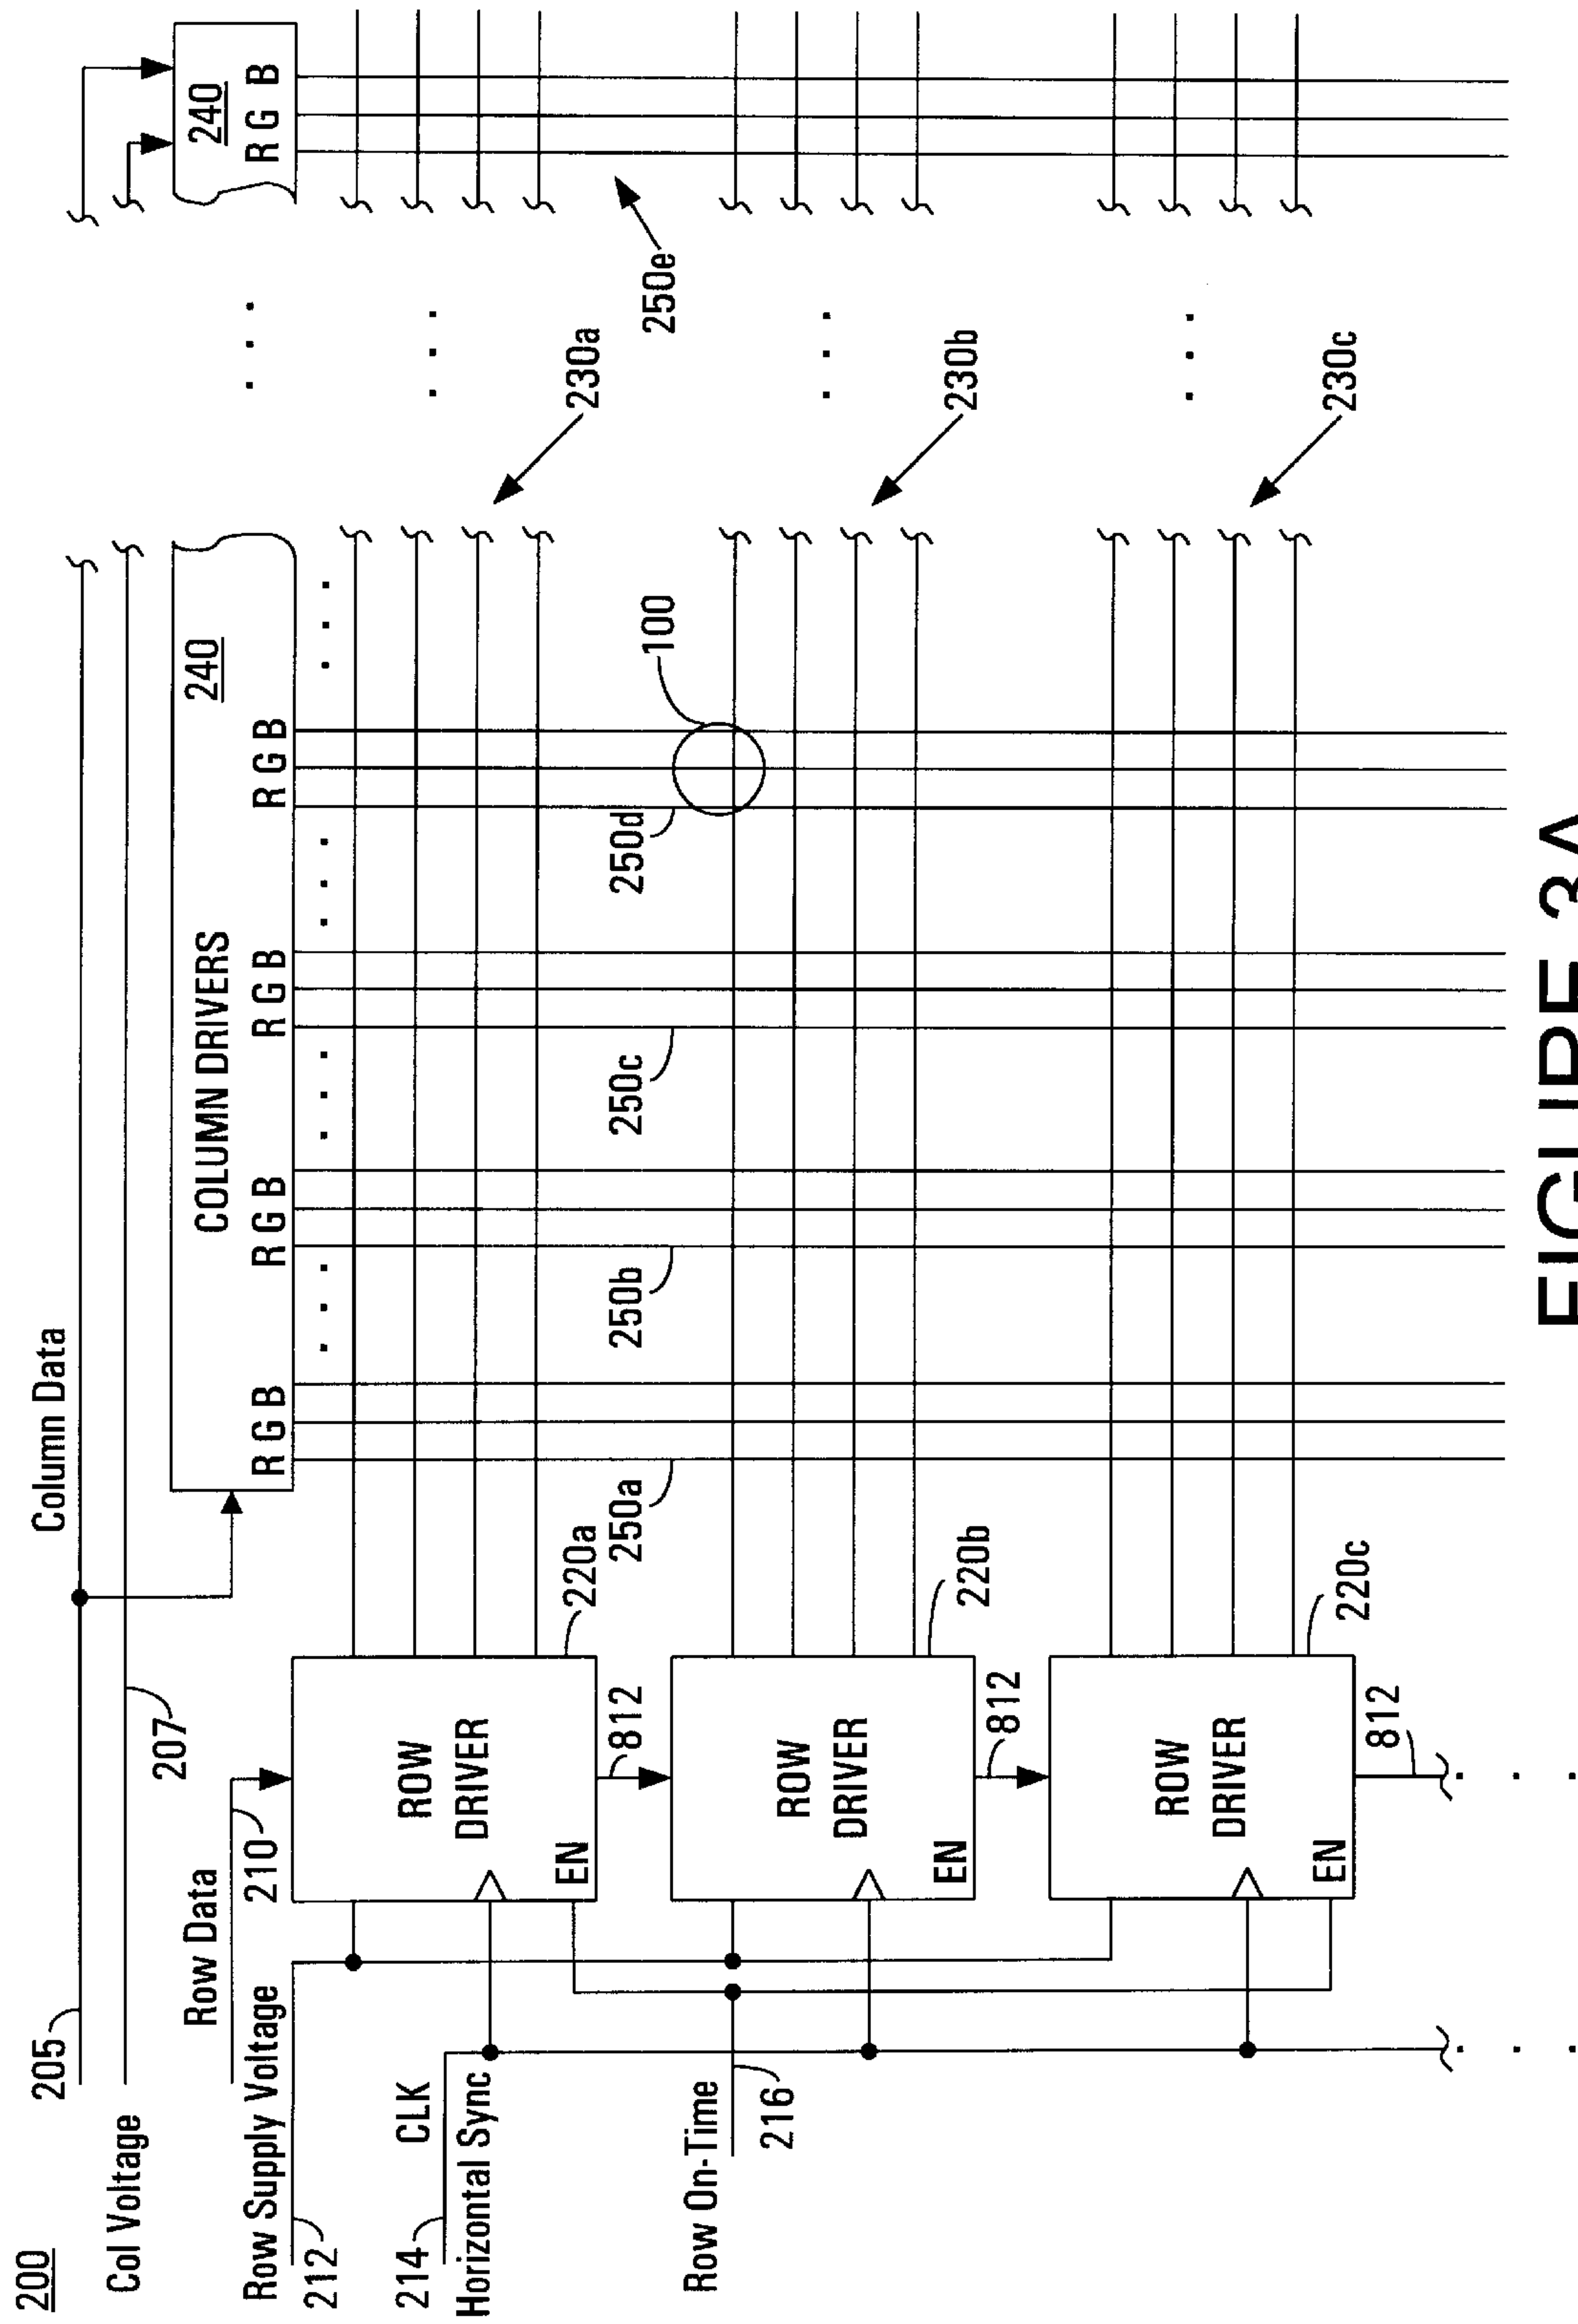 200
205
Column Data
Col Voltage
207
Row Data
210
COLUMN DRIVERS
240
240
R G B
R G B
R G B
R G B
R G B
Row Supply Voltage
212
ROW
DRIVER
EN
220a
230a
812
250a
250b
250c
250d
100
250e
214
CLK
Horizontal Sync
Row On-Time
216
ROW
DRIVER
EN
220b
230b
812
ROW
DRIVER
EN
220c
230c
812
FIGURE 3A